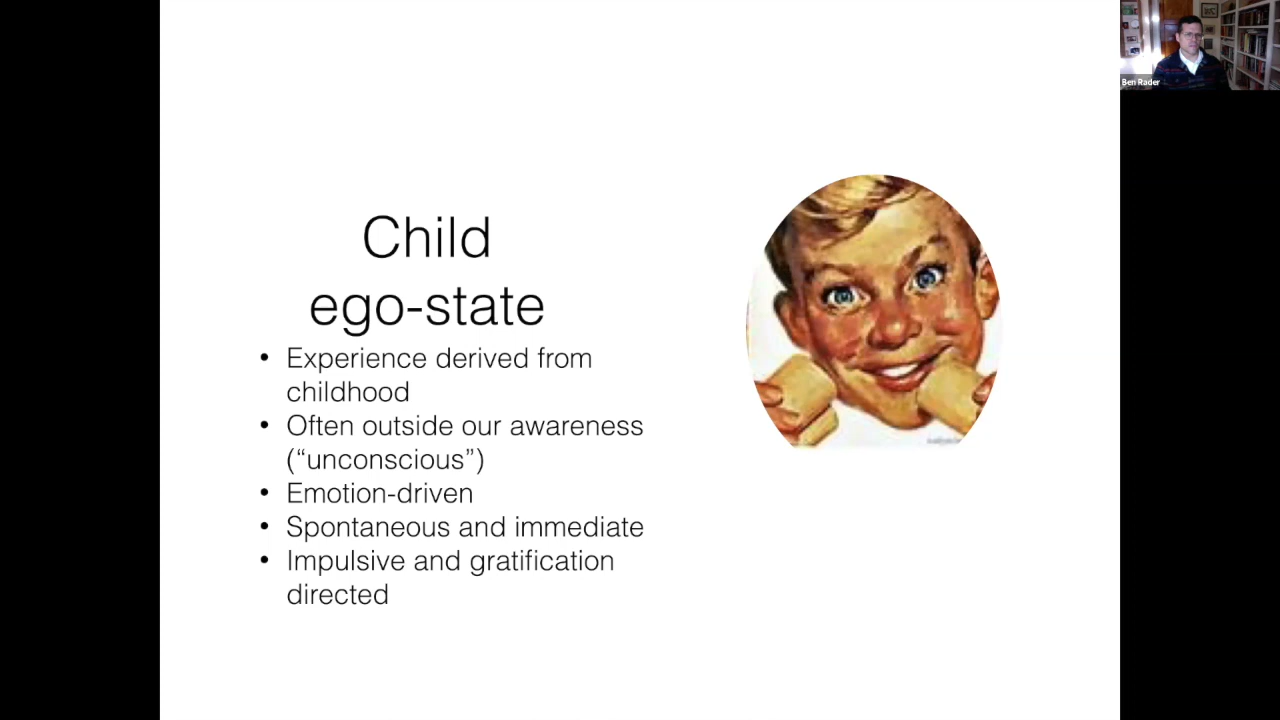 Child
ego-state
• Experience derived from
childhood
• Often outside our awareness
(“unconscious”)
• Emotion-driven
• Spontaneous and immediate
• Impulsive and gratification
directed
Ben Rader